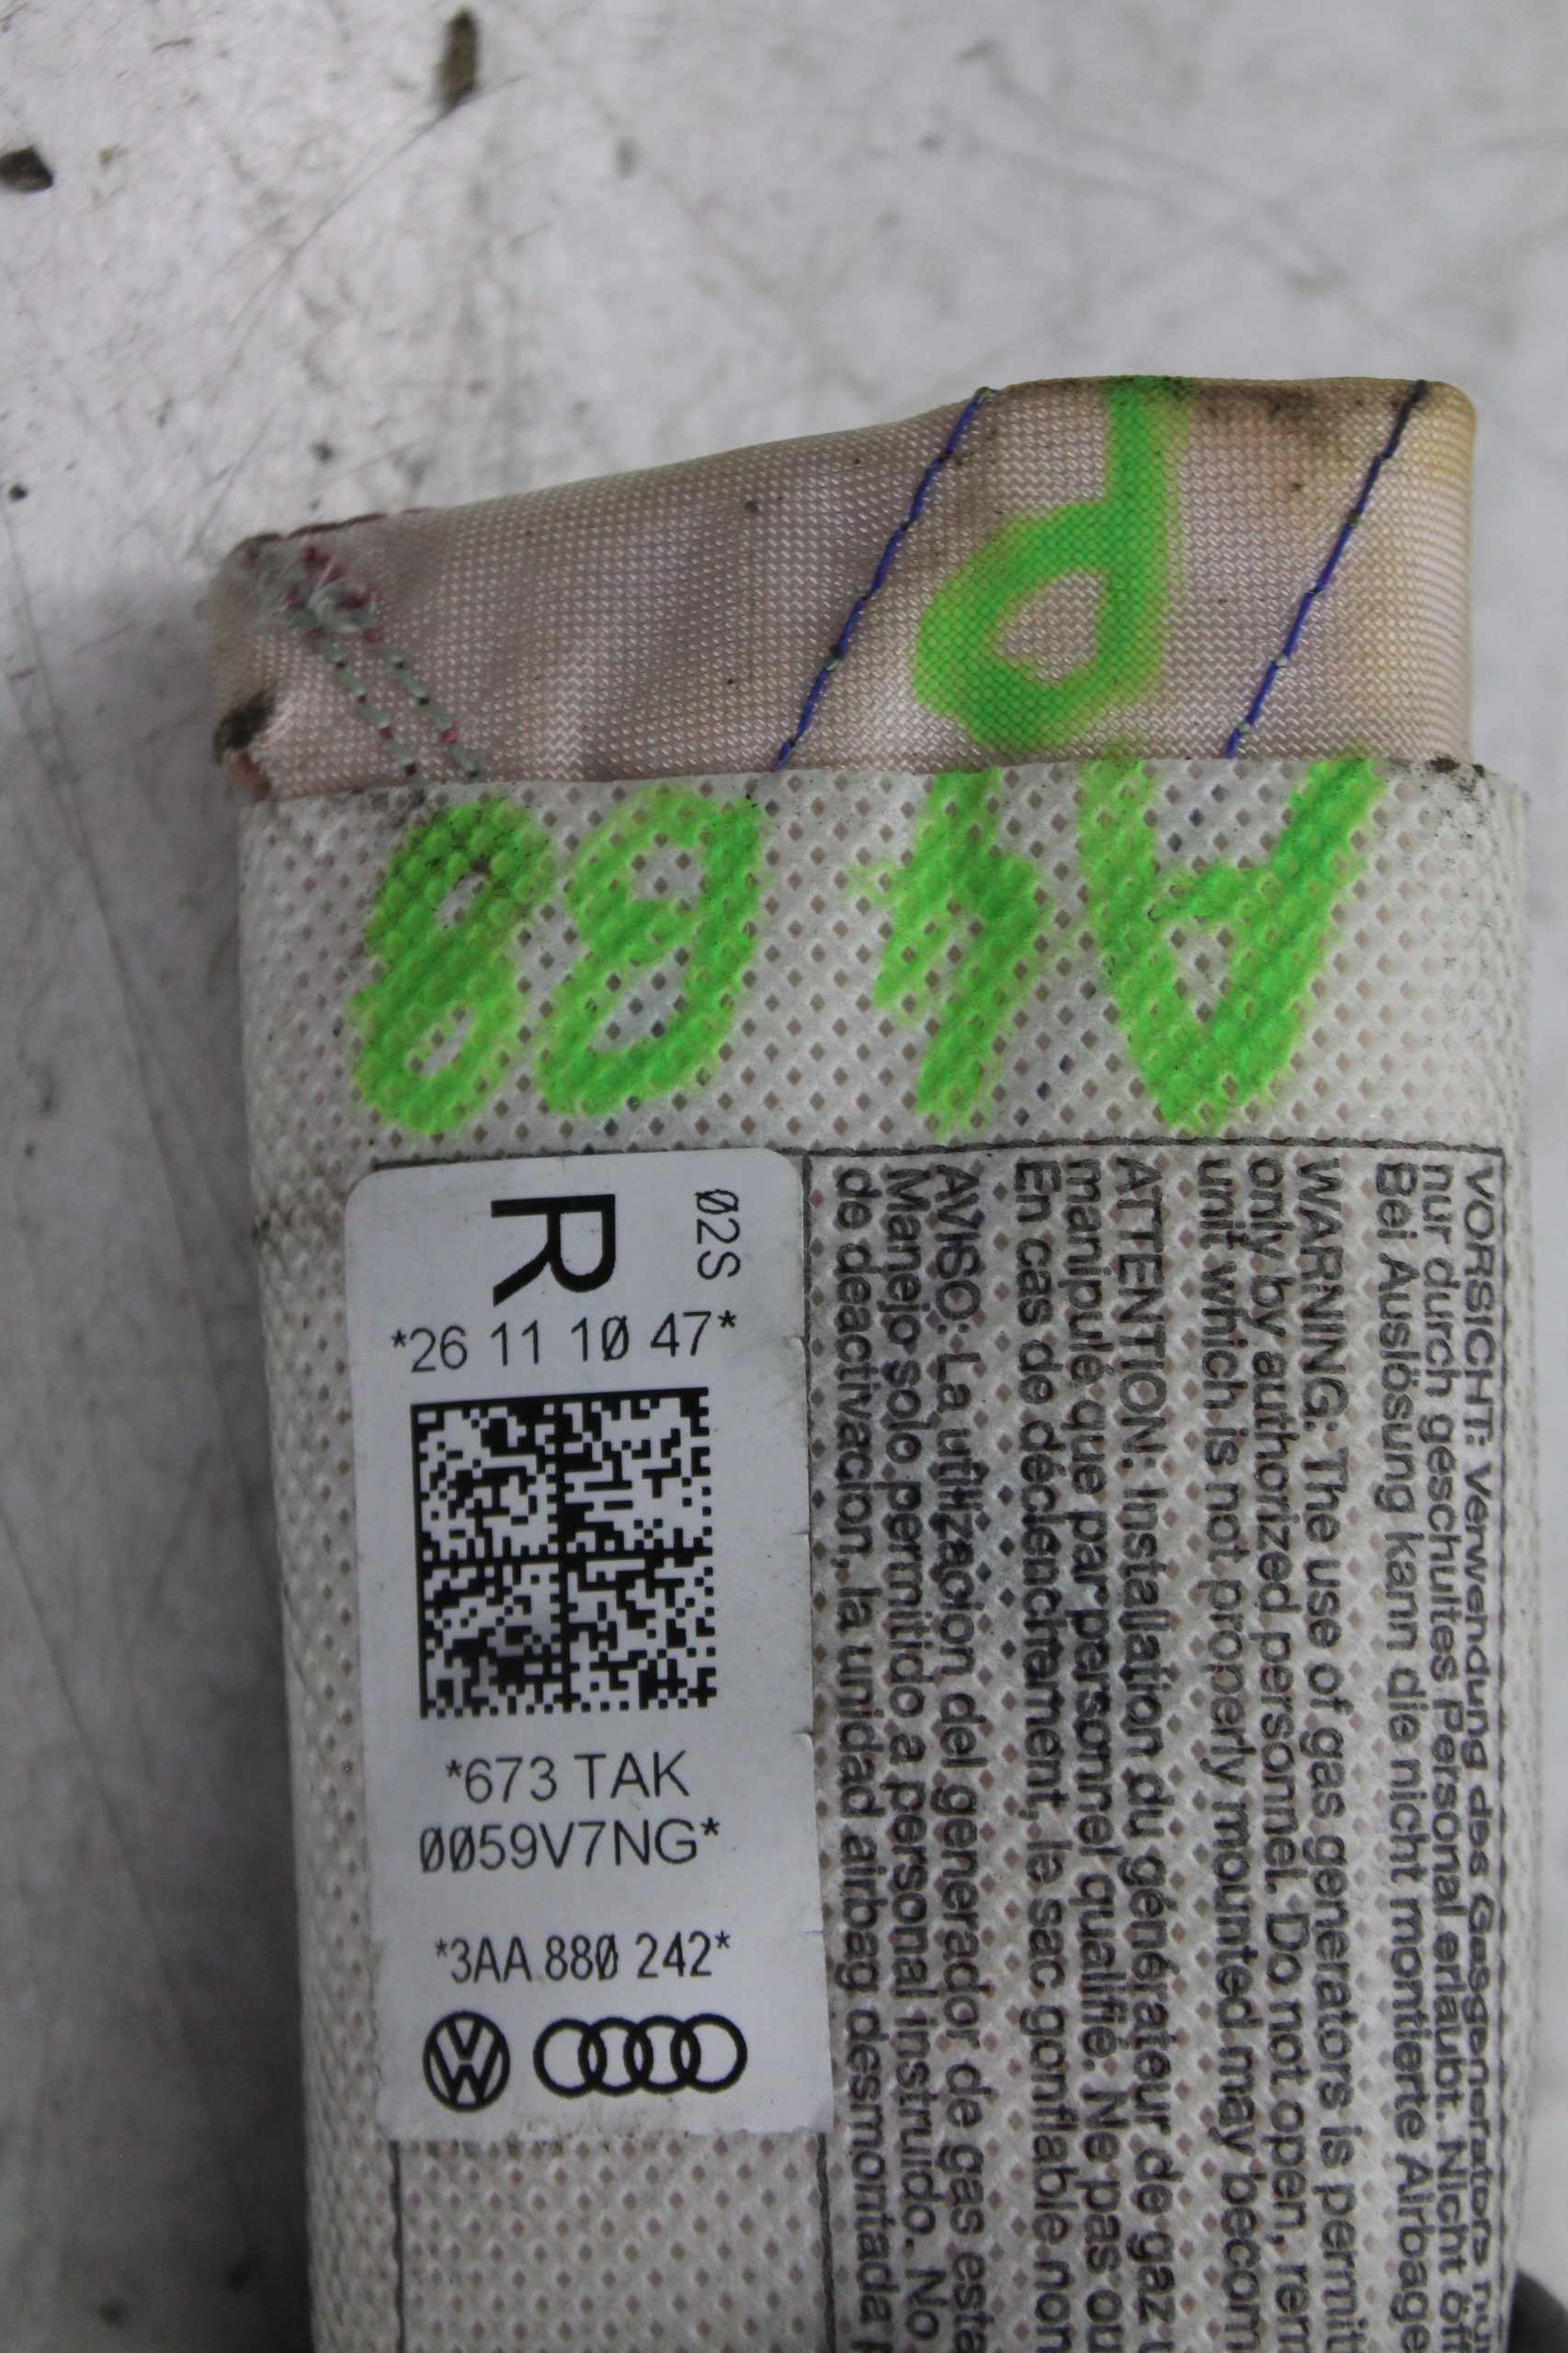 A488
P
02S
R
*26 11 10 47*
*673 TAK
0059V7NG*
*3AA 880 242*
VORSICHT: Verwendung des Gasgenerators nur
nur durch geschultes Personal erlaubt. Nicht öff
Bei Auslösung kann die nicht montierte Airbage
WARNING: The use of gas generators is permit
only by authorized personnel. Do not open, rem
unit which is not properly mounted may becom
ATTENTION: Installation du générateur de gaz
manipulé que par personnel qualifié. Ne pas ou
En cas de déclenchement, le sac gonflable non
AVISO: La utilizacion del generador de gas esta
Manejo solo permitido a personal instruido. No
de deactivacion, la unidad airbag desmontada